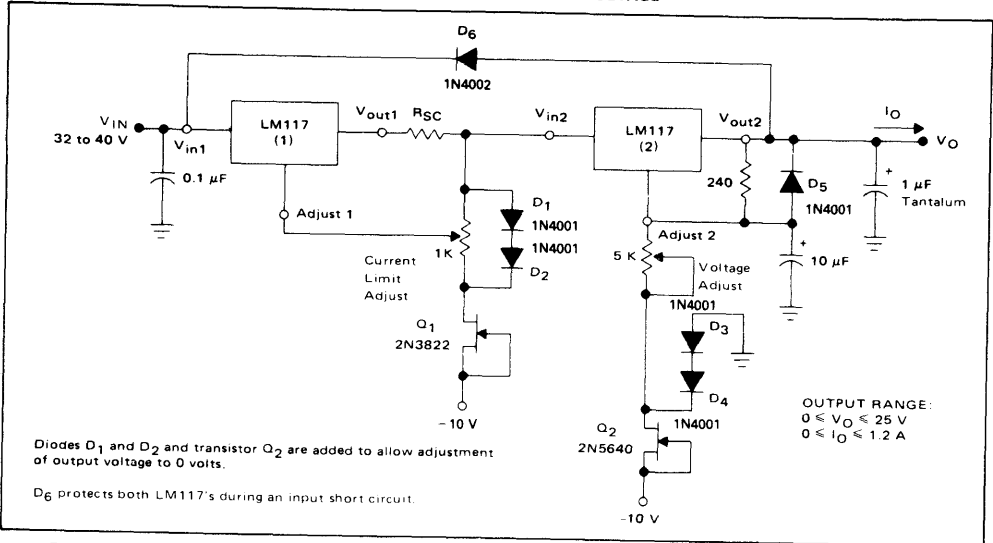 D6
1N4002
VIN
32 to 40 V
Vin1
LM117
(1)
Vout1
RSC
Vin2
LM117
(2)
Vout2
IO
VO
0.1 μF
Adjust 1
1K
Current
Limit
Adjust
D1
1N4001
1N4001
D2
Q1
2N3822
-10 V
240
D5
1N4001
+
1 μF
Tantalum
Adjust 2
+
10 μF
5 K
Voltage
Adjust
1N4001
D3
D4
1N4001
Q2
2N5640
-10 V
OUTPUT RANGE:
0 ≤ VO ≤ 25 V
0 ≤ IO ≤ 1.2 A
Diodes D1 and D2 and transistor Q2 are added to allow adjustment
of output voltage to 0 volts.
D6 protects both LM117's during an input short circuit.